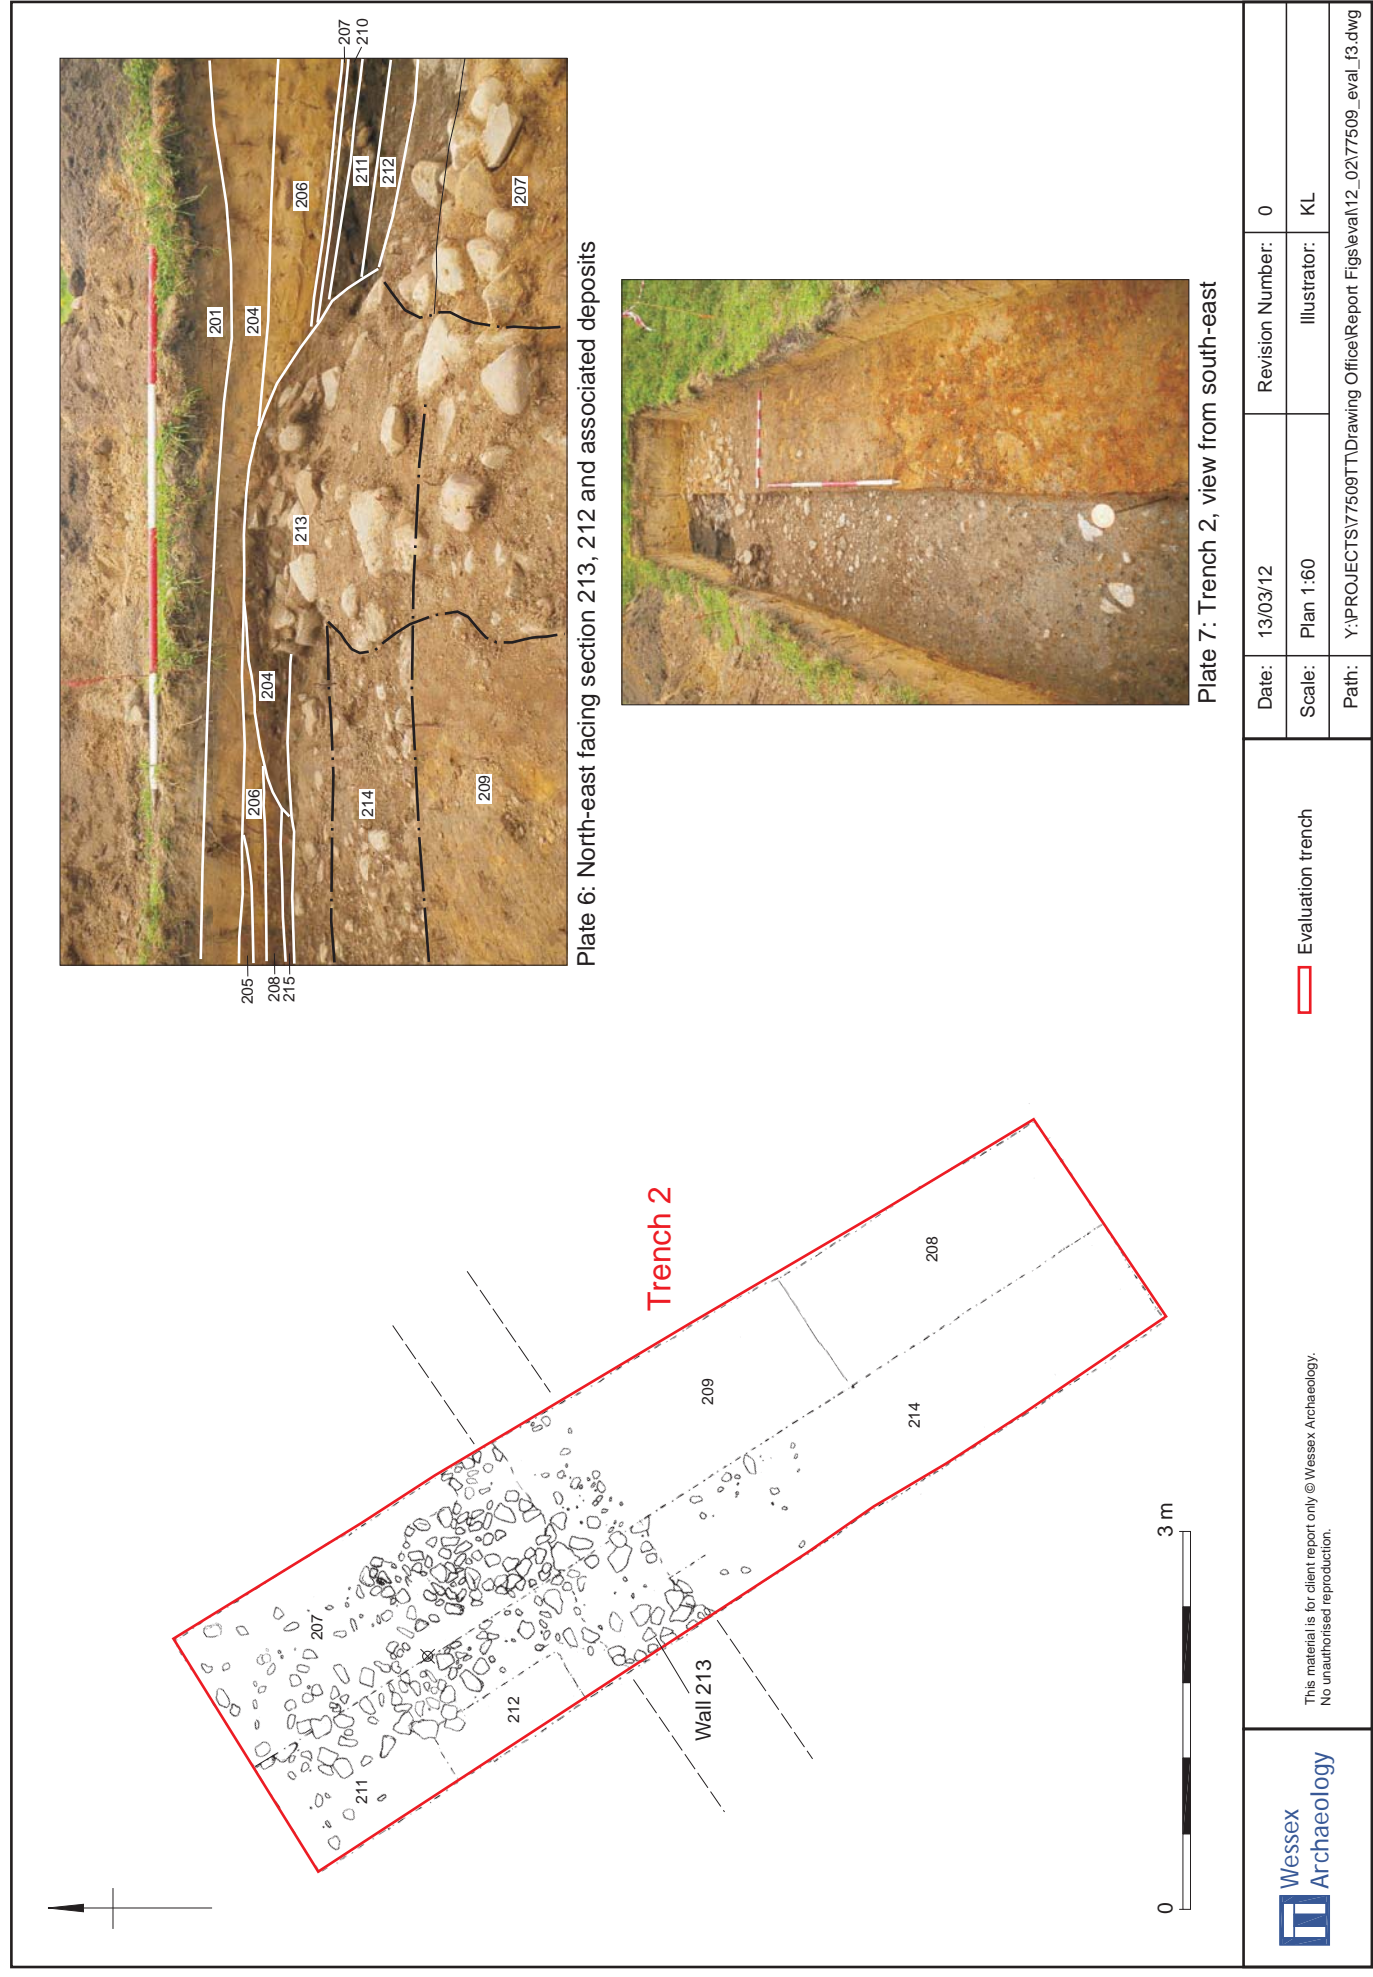 207
210
201
204
206
211
212
213
207
204
206
214
209
205
208
215
Plate 6: North-east facing section 213, 212 and associated deposits
Plate 7: Trench 2, view from south-east
Trench 2
207
211
212
Wall 213
209
214
208
0
3 m
Evaluation trench
Wessex
Archaeology
This material is for client report only © Wessex Archaeology.
No unauthorised reproduction.
Date: 13/03/12 Revision Number: 0
Scale: Plan 1:60 Illustrator: KL
Path: Y:\PROJECTS\77509TT\Drawing Office\Report Figs\eval\12_02\77509_eval_f3.dwg